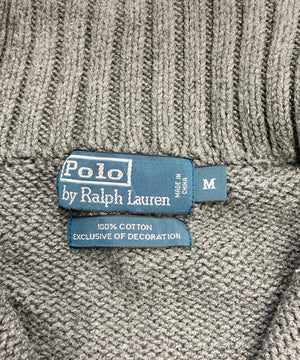 Polo
by Ralph Lauren
MADE IN
CHINA
M
100% COTTON
EXCLUSIVE OF DECORATION